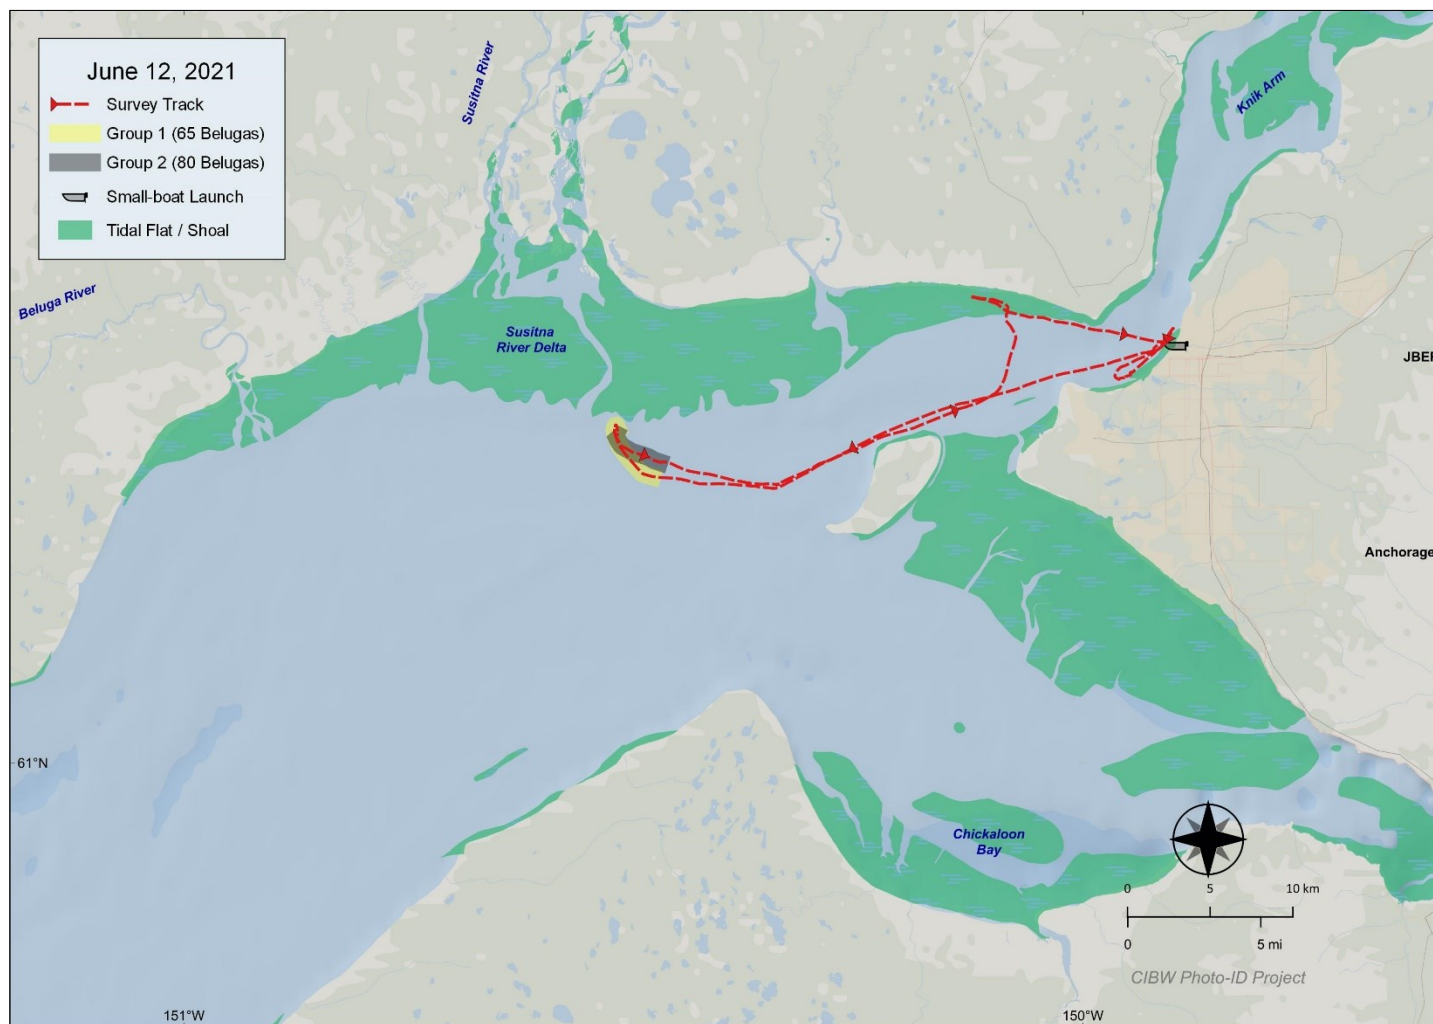 June 12, 2021
Survey Track
Group 1 (65 Belugas)
Group 2 (80 Belugas)
Small-boat Launch
Tidal Flat / Shoal
Susitna River
Knik Arm
Beluga River
Susitna
River Delta
JBER
Anchorage
61°N
Chickaloon
Bay
0 5 10 km
0 5 mi
CIBW Photo-ID Project
151°W
150°W